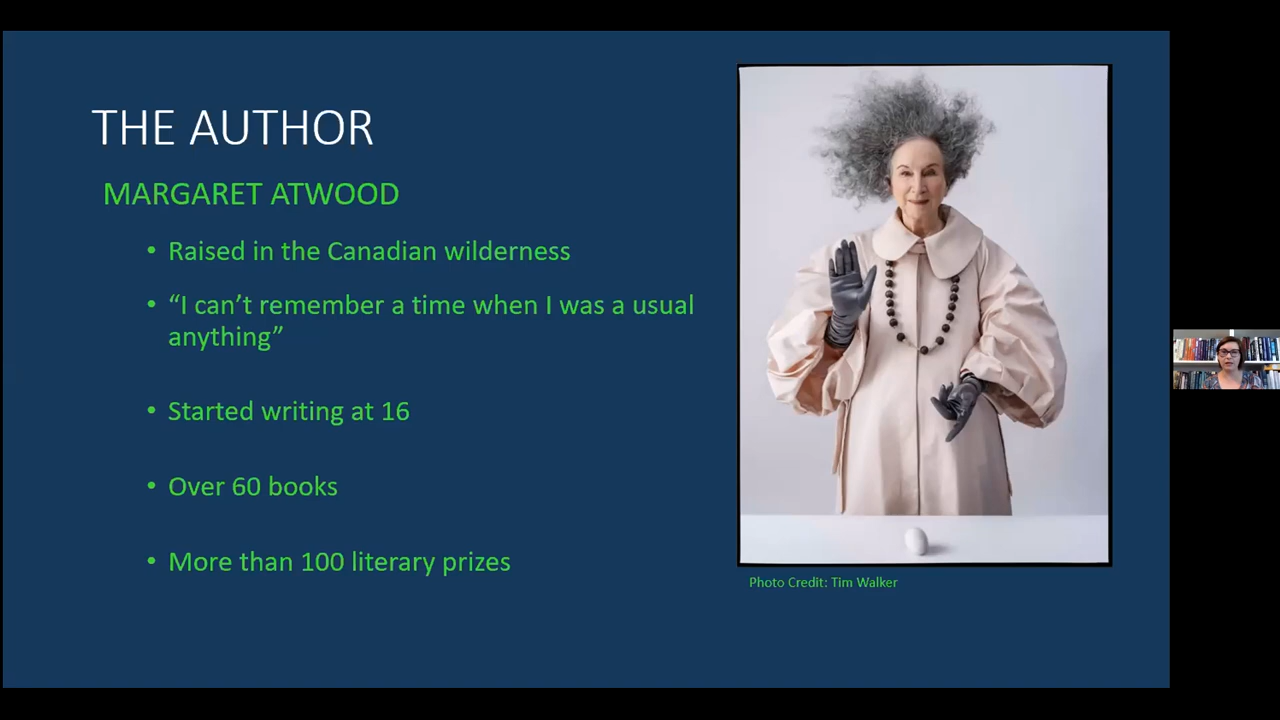 THE AUTHOR
MARGARET ATWOOD
• Raised in the Canadian wilderness
• “I can’t remember a time when I was a usual
anything”
• Started writing at 16
• Over 60 books
• More than 100 literary prizes
Photo Credit: Tim Walker